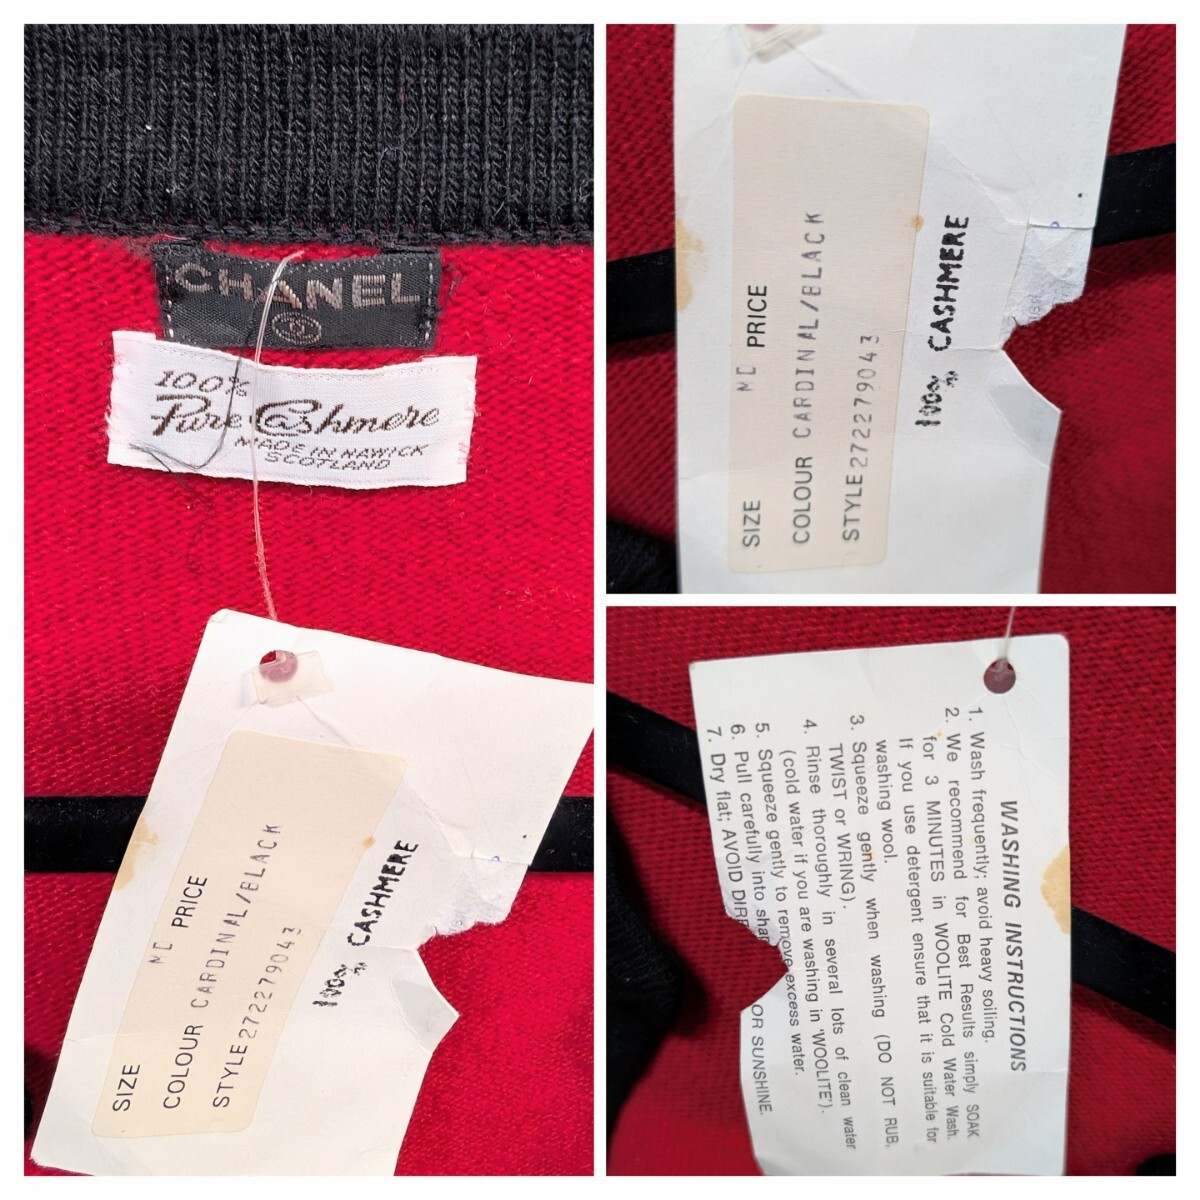 CHANEL
100%
Pure Cashmere
MADE IN HAWICK
SCOTLAND
SIZE MC PRICE
COLOUR CARDINAL/BLACK
STYLE 272279043
100% CASHMERE
SIZE MC PRICE
COLOUR CARDINAL/BLACK
STYLE 272279043
100% CASHMERE
WASHING INSTRUCTIONS
1. Wash frequently; avoid heavy soiling.
2. We recommend for Best Results simply SOAK
for 3 MINUTES in WOOLITE Cold Water Wash.
If you use detergent ensure that it is suitable for
washing wool.
3. Squeeze gently when washing (DO NOT RUB,
TWIST or WRING).
4. Rinse thoroughly in several lots of clean water
(cold water if you are washing in 'WOOLITE').
5. Squeeze gently to remove excess water.
6. Pull carefully into
7. Dry flat; AVOID OR SUNSHINE.